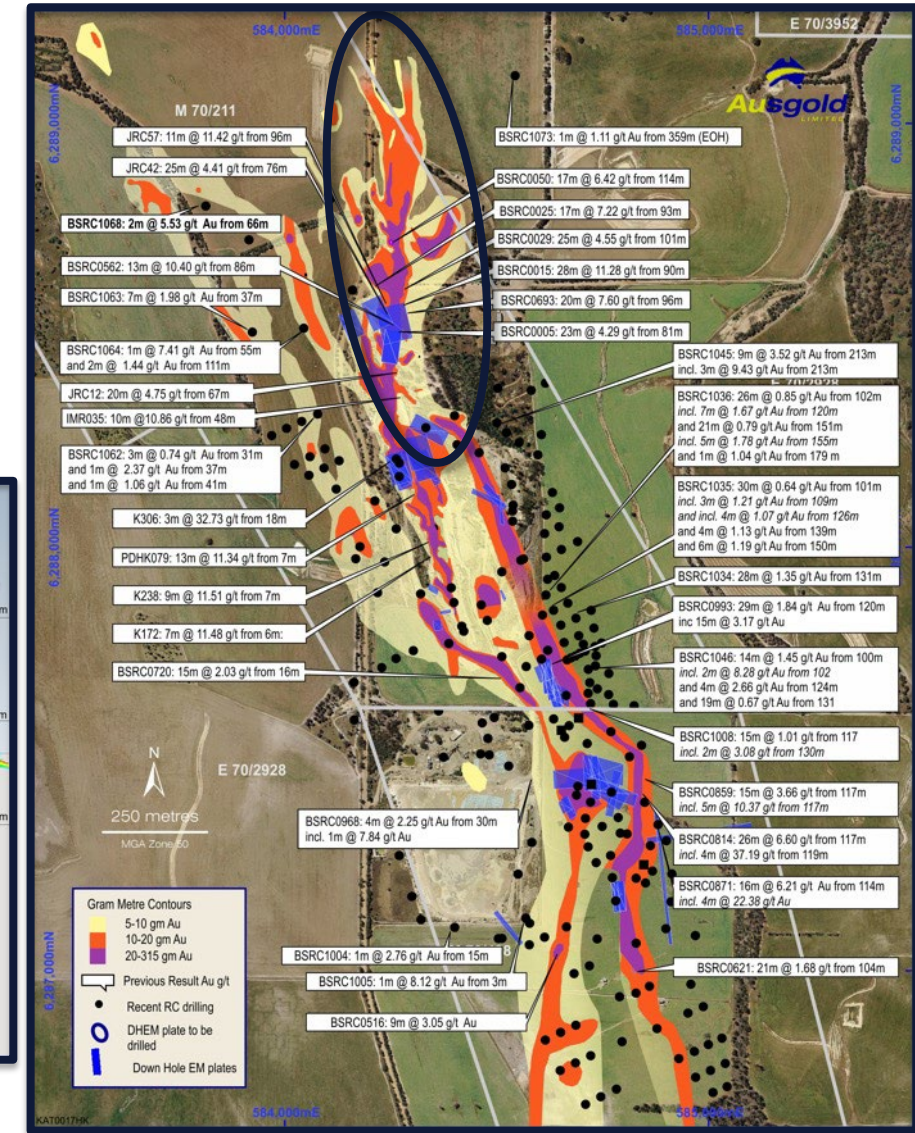 584,000mE
585,000mE
E 70/3952
Ausgold
LIMITED
6,289,000mN
6,289,000mN
M 70/211
JRC57: 11m @ 11.42 g/t from 96m
JRC42: 25m @ 4.41 g/t from 76m
BSRC1068: 2m @ 5.53 g/t Au from 66m
BSRC0562: 13m @ 10.40 g/t from 86m
BSRC1063: 7m @ 1.98 g/t Au from 37m
BSRC1064: 1m @ 7.41 g/t Au from 55m
and 2m @ 1.44 g/t Au from 111m
JRC12: 20m @ 4.75 g/t from 67m
IMR035: 10m @10.86 g/t from 48m
BSRC1062: 3m @ 0.74 g/t Au from 31m
and 1m @ 2.37 g/t Au from 37m
and 1m @ 1.06 g/t Au from 41m
K306: 3m @ 32.73 g/t from 18m
PDHK079: 13m @ 11.34 g/t from 7m
K238: 9m @ 11.51 g/t from 7m
K172: 7m @ 11.48 g/t from 6m:
BSRC0720: 15m @ 2.03 g/t from 16m
BSRC1073: 1m @ 1.11 g/t Au from 359m (EOH)
BSRC0050: 17m @ 6.42 g/t from 114m
BSRC0025: 17m @ 7.22 g/t from 93m
BSRC0029: 25m @ 4.55 g/t from 101m
BSRC0015: 28m @ 11.28 g/t from 90m
BSRC0693: 20m @ 7.60 g/t from 96m
BSRC0005: 23m @ 4.29 g/t from 81m
BSRC1045: 9m @ 3.52 g/t Au from 213m
incl. 3m @ 9.43 g/t Au from 213m
E 70/2928
BSRC1036: 26m @ 0.85 g/t Au from 102m
incl. 7m @ 1.67 g/t Au from 120m
and 21m @ 0.79 g/t Au from 151m
incl. 5m @ 1.78 g/t Au from 155m
and 1m @ 1.04 g/t Au from 179 m
BSRC1035: 30m @ 0.64 g/t Au from 101m
incl. 3m @ 1.21 g/t Au from 109m
and incl. 4m @ 1.07 g/t Au from 126m
and 4m @ 1.13 g/t Au from 139m
and 6m @ 1.19 g/t Au from 150m
BSRC1034: 28m @ 1.35 g/t Au from 131m
BSRC0993: 29m @ 1.84 g/t Au from 120m
inc 15m @ 3.17 g/t Au
BSRC1046: 14m @ 1.45 g/t Au from 100m
incl. 2m @ 8.28 g/t Au from 102
and 4m @ 2.66 g/t Au from 124m
and 19m @ 0.67 g/t Au from 131
BSRC1008: 15m @ 1.01 g/t from 117
incl. 2m @ 3.08 g/t from 130m
BSRC0859: 15m @ 3.66 g/t from 117m
incl. 5m @ 10.37 g/t from 117m
BSRC0814: 26m @ 6.60 g/t from 117m
incl. 4m @ 37.19 g/t from 119m
BSRC0871: 16m @ 6.21 g/t Au from 114m
incl. 4m @ 22.38 g/t Au
BSRC0621: 21m @ 1.68 g/t from 104m
6,288,000mN
6,288,000mN
N
250 metres
MGA Zone 50
E 70/2928
BSRC0968: 4m @ 2.25 g/t Au from 30m
incl. 1m @ 7.84 g/t Au
BSRC1004: 1m @ 2.76 g/t Au from 15m
BSRC1005: 1m @ 8.12 g/t Au from 3m
BSRC0516: 9m @ 3.05 g/t Au
Gram Metre Contours
5-10 gm Au
10-20 gm Au
20-315 gm Au
Previous Result Au g/t
Recent RC drilling
DHEM plate to be
drilled
Down Hole EM plates
6,297,000mN
584,000mE
585,000mE
KAT0017HK